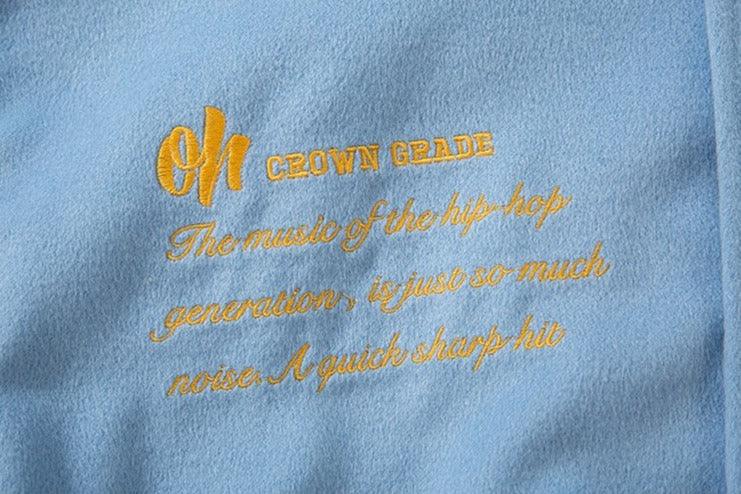 oh CROWN GRADE
The music of the hip-hop
generation, is just so much
noise. A quick sharp hit